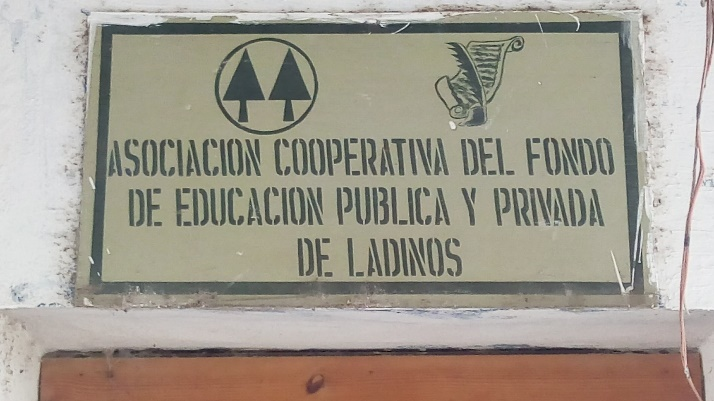 ASOCIACION COOPERATIVA DEL FONDO
DE EDUCACION PUBLICA Y PRIVADA
DE LADINOS